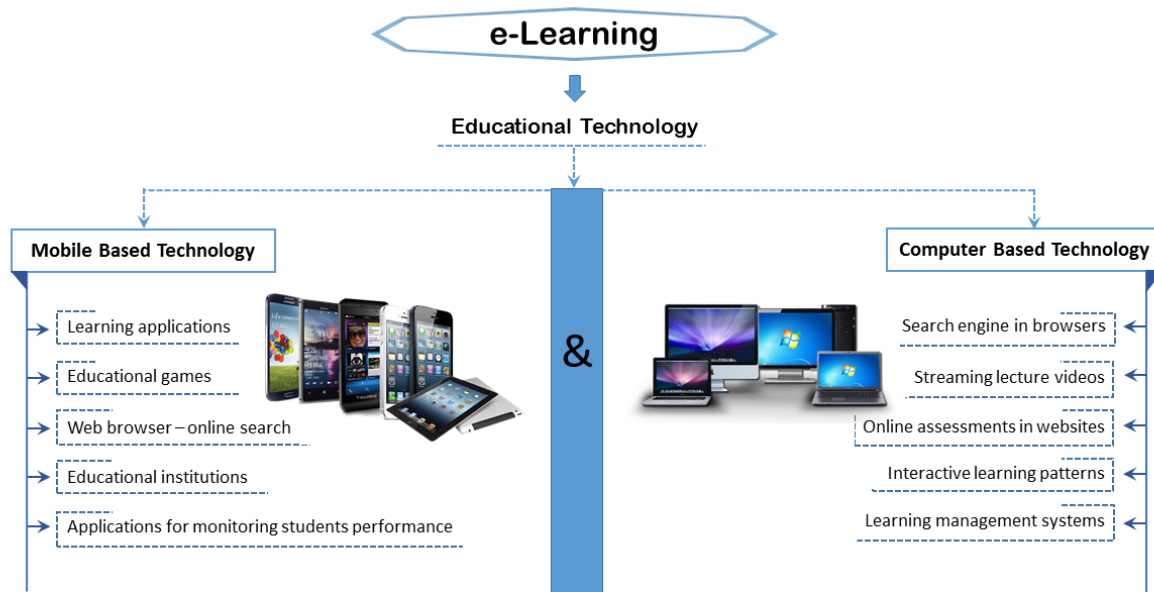 e-Learning
Educational Technology
Mobile Based Technology
Learning applications
Educational games
Web browser – online search
Educational institutions
Applications for monitoring students performance
&
Computer Based Technology
Search engine in browsers
Streaming lecture videos
Online assessments in websites
Interactive learning patterns
Learning management systems